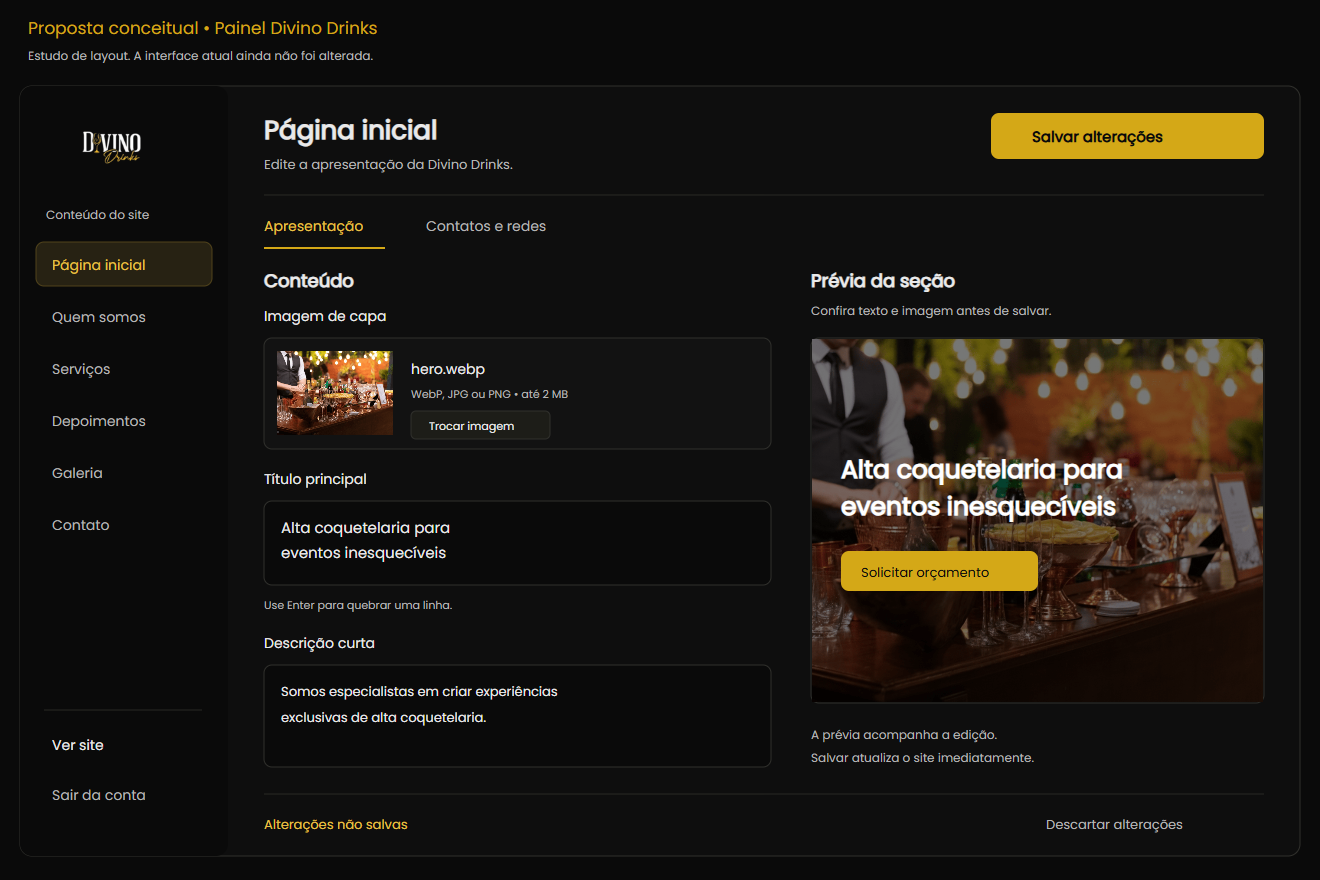 Proposta conceitual • Painel Divino Drinks
Estudo de layout. A interface atual ainda não foi alterada.
DIVINO
Drinks
Conteúdo do site
Página inicial
Quem somos
Serviços
Depoimentos
Galeria
Contato
Ver site
Sair da conta
Página inicial
Edite a apresentação da Divino Drinks.
Salvar alterações
Apresentação
Contatos e redes
Conteúdo
Imagem de capa
hero.webp
WebP, JPG ou PNG • até 2 MB
Trocar imagem
Título principal
Alta coquetelaria para
eventos inesquecíveis
Use Enter para quebrar uma linha.
Descrição curta
Somos especialistas em criar experiências
exclusivas de alta coquetelaria.
Prévia da seção
Confira texto e imagem antes de salvar.
Alta coquetelaria para
eventos inesquecíveis
Solicitar orçamento
A prévia acompanha a edição.
Salvar atualiza o site imediatamente.
Alterações não salvas
Descartar alterações